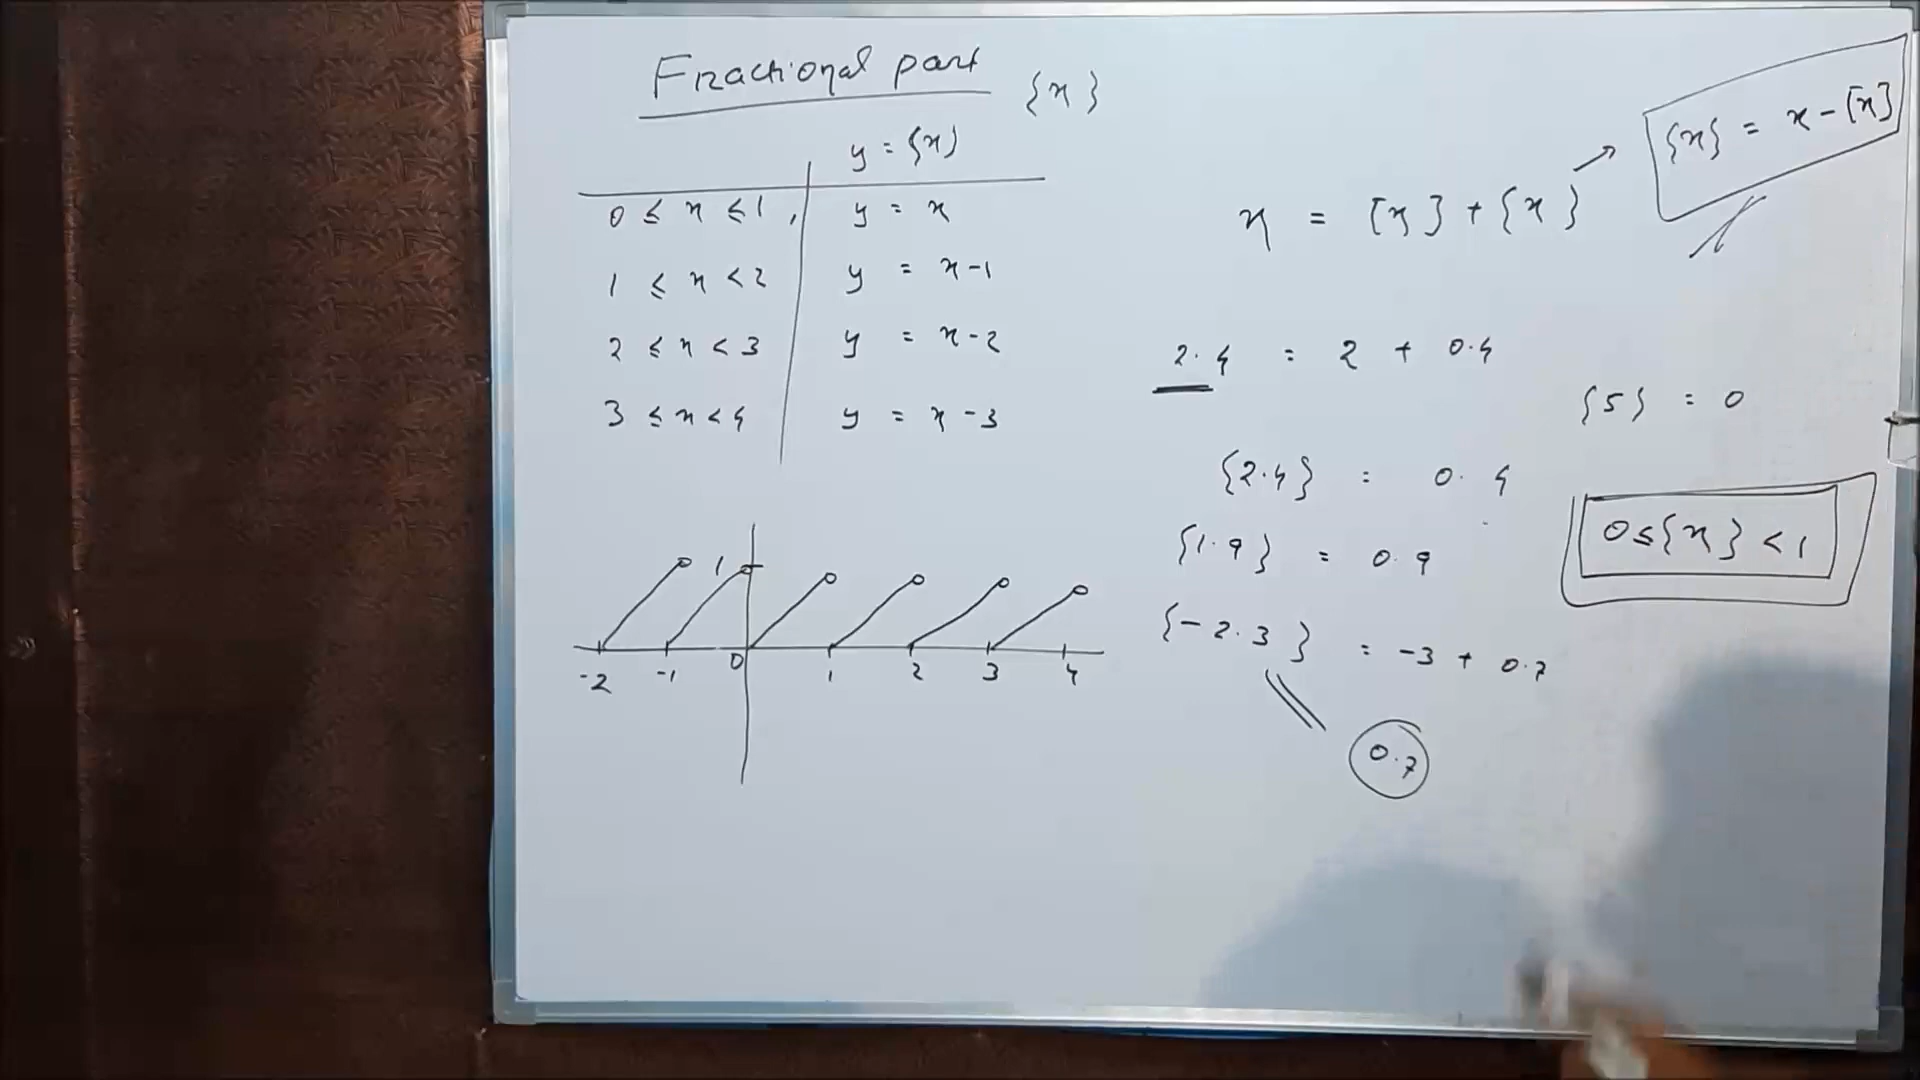 Fractional part {x}
y = {x}
0 ≤ x ≤ 1, y = x
1 ≤ x < 2 y = x-1
2 ≤ x < 3 y = x-2
3 ≤ x < 4 y = x-3
1
-2 -1 0 1 2 3 4
{x} = x - [x]
x = [x] + {x}
2.4 = 2 + 0.4
{5} = 0
{2.4} = 0.4
0 ≤ {x} < 1
{1.9} = 0.9
{-2.3} = -3 + 0.7
0.7